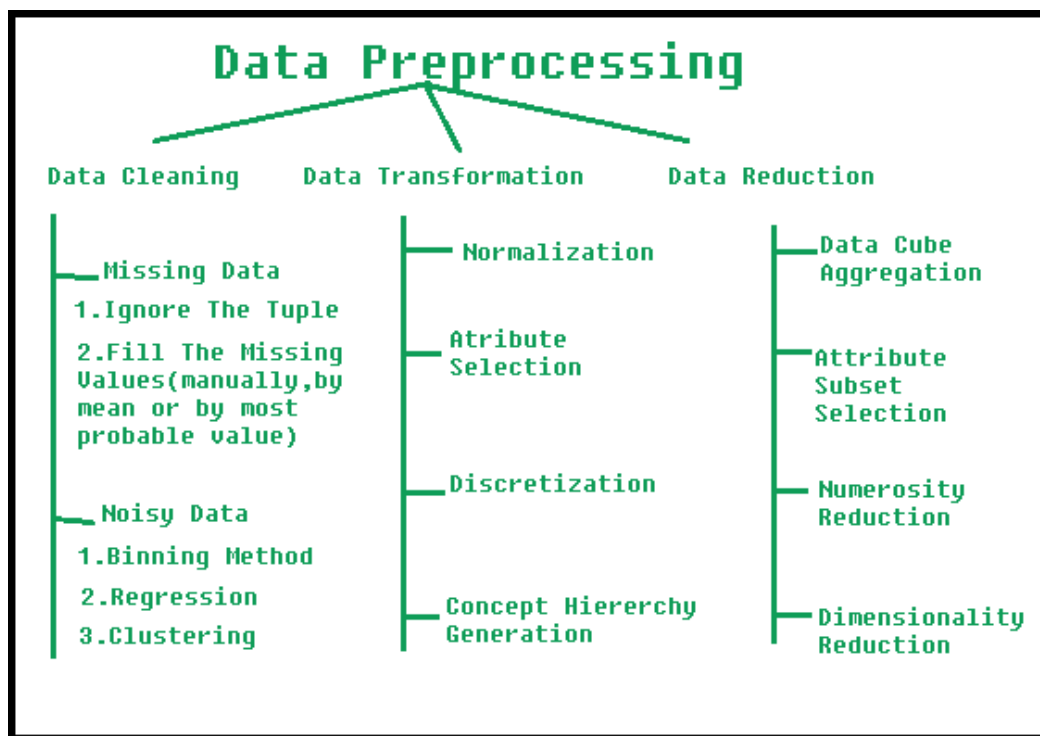 Data Preprocessing
Data Cleaning
Missing Data
1.Ignore The Tuple
2.Fill The Missing
Values(manually,by
mean or by most
probable value)
Noisy Data
1.Binning Method
2.Regression
3.Clustering
Data Transformation
Normalization
Atribute
Selection
Discretization
Concept Hiererchy
Generation
Data Reduction
Data Cube
Aggregation
Attribute
Subset
Selection
Numerosity
Reduction
Dimensionality
Reduction